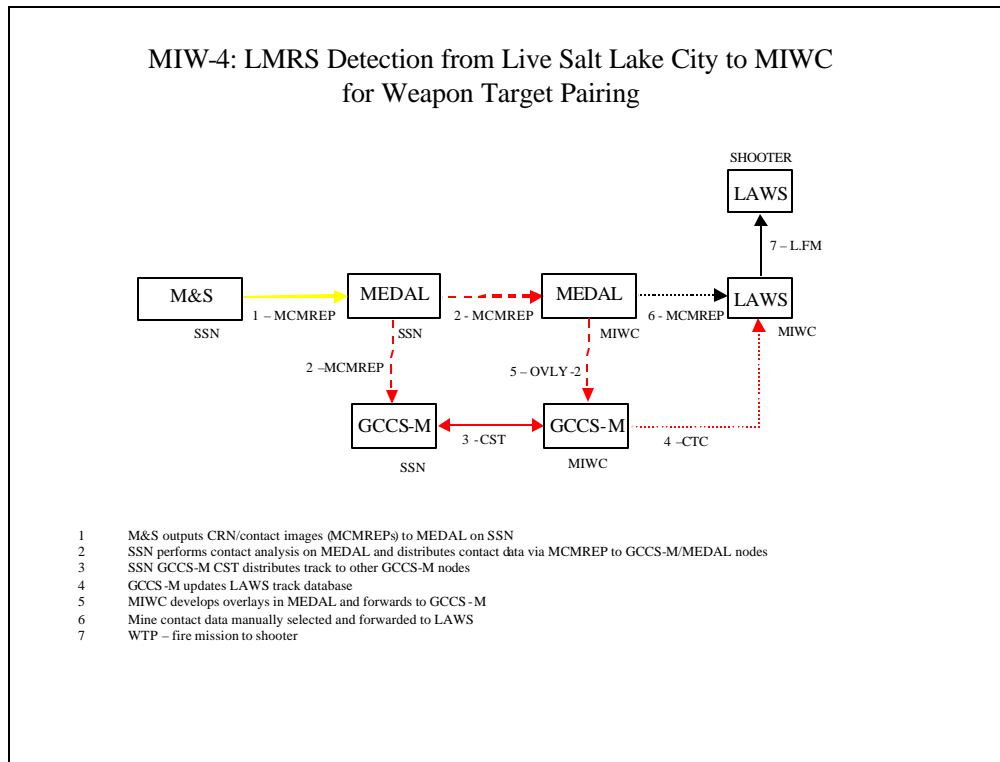 MIW-4: LMRS Detection from Live Salt Lake City to MIWC
for Weapon Target Pairing
SHOOTER
LAWS
7 – L.FM
M&S
SSN
1 – MCMREP
MEDAL
SSN
2 - MCMREP
MEDAL
MIWC
6 - MCMREP
LAWS
MIWC
2 –MCMREP
5 – OVLY -2
GCCS-M
SSN
3 -CST
GCCS- M
MIWC
4 –CTC
1 M&S outputs CRN/contact images (MCMREPs) to MEDAL on SSN
2 SSN performs contact analysis on MEDAL and distributes contact data via MCMREP to GCCS-M/MEDAL nodes
3 SSN GCCS-M CST distributes track to other GCCS-M nodes
4 GCCS-M updates LAWS track database
5 MIWC develops overlays in MEDAL and forwards to GCCS - M
6 Mine contact data manually selected and forwarded to LAWS
7 WTP – fire mission to shooter